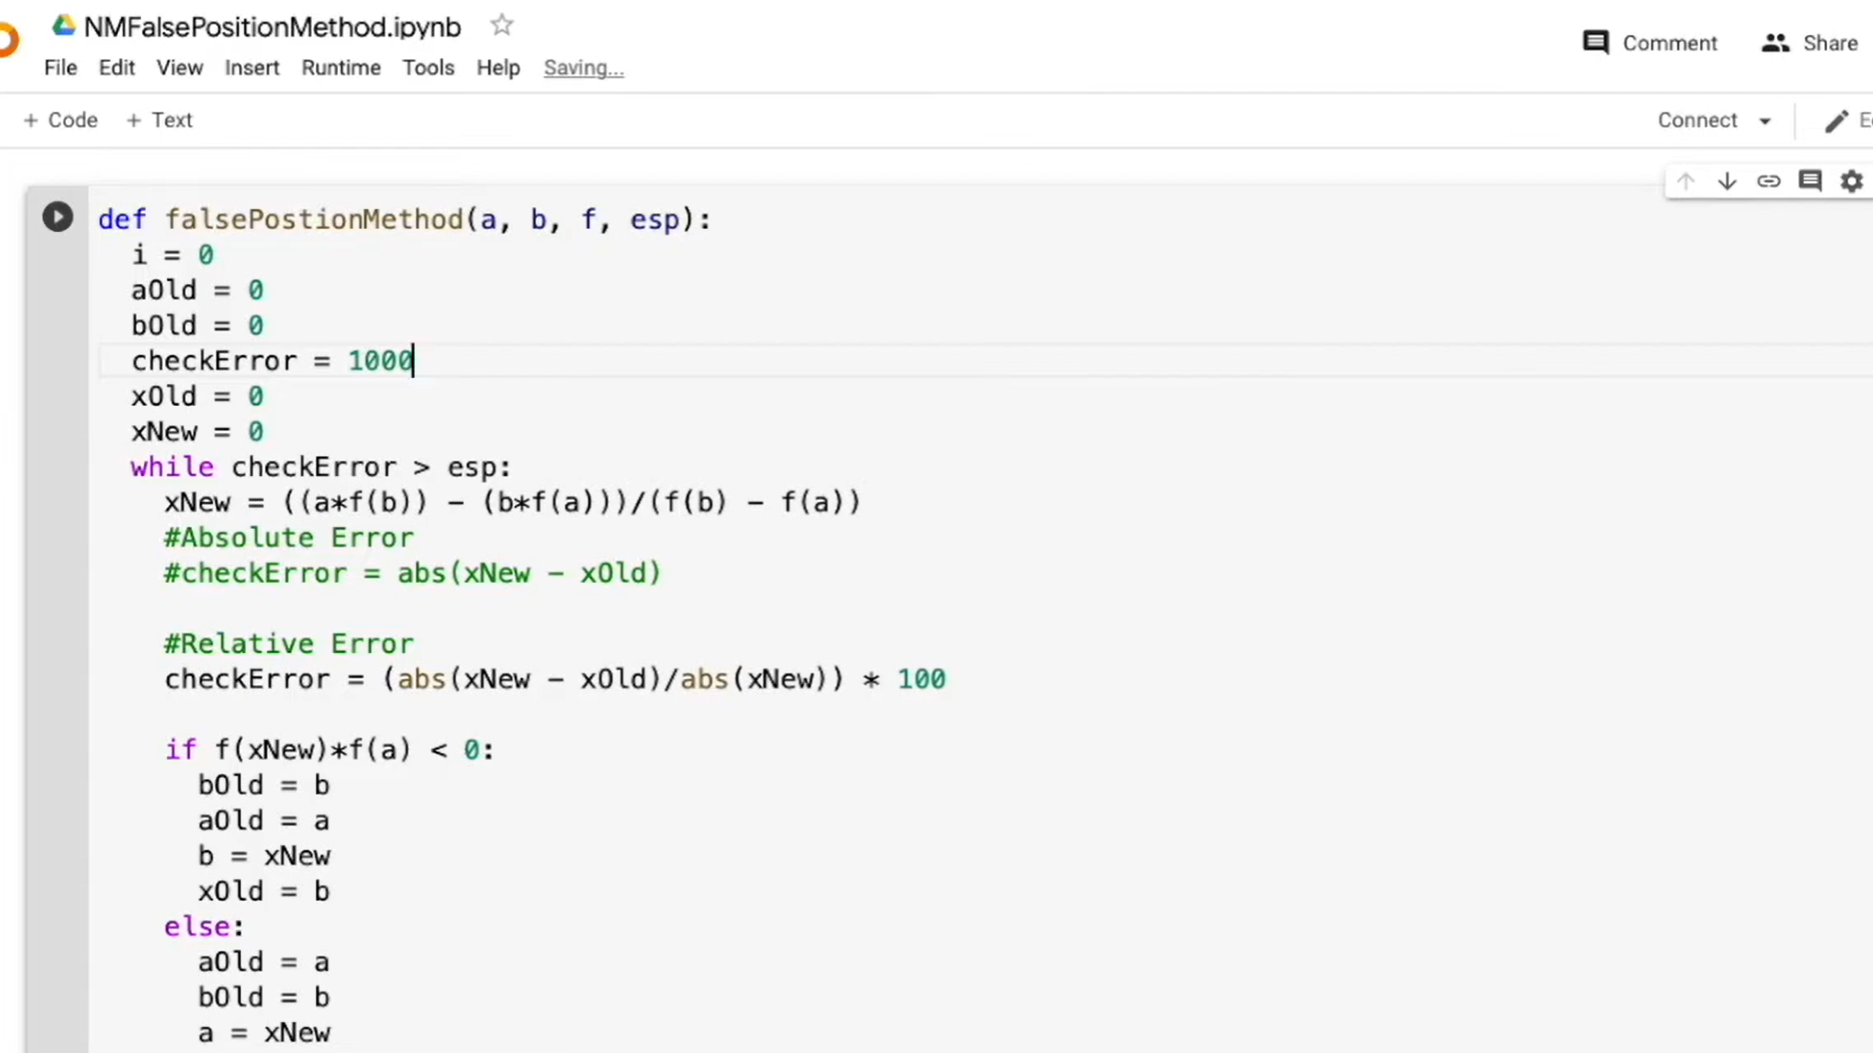 NMFalsePositionMethod.ipynb
File Edit View Insert Runtime Tools Help Saving...
Comment Share
+ Code + Text
Connect
def falsePostionMethod(a, b, f, esp):
i = 0
aOld = 0
bOld = 0
checkError = 1000
xOld = 0
xNew = 0
while checkError > esp:
xNew = ((a*f(b)) - (b*f(a)))/(f(b) - f(a))
#Absolute Error
#checkError = abs(xNew - xOld)
#Relative Error
checkError = (abs(xNew - xOld)/abs(xNew)) * 100
if f(xNew)*f(a) < 0:
bOld = b
aOld = a
b = xNew
xOld = b
else:
aOld = a
bOld = b
a = xNew